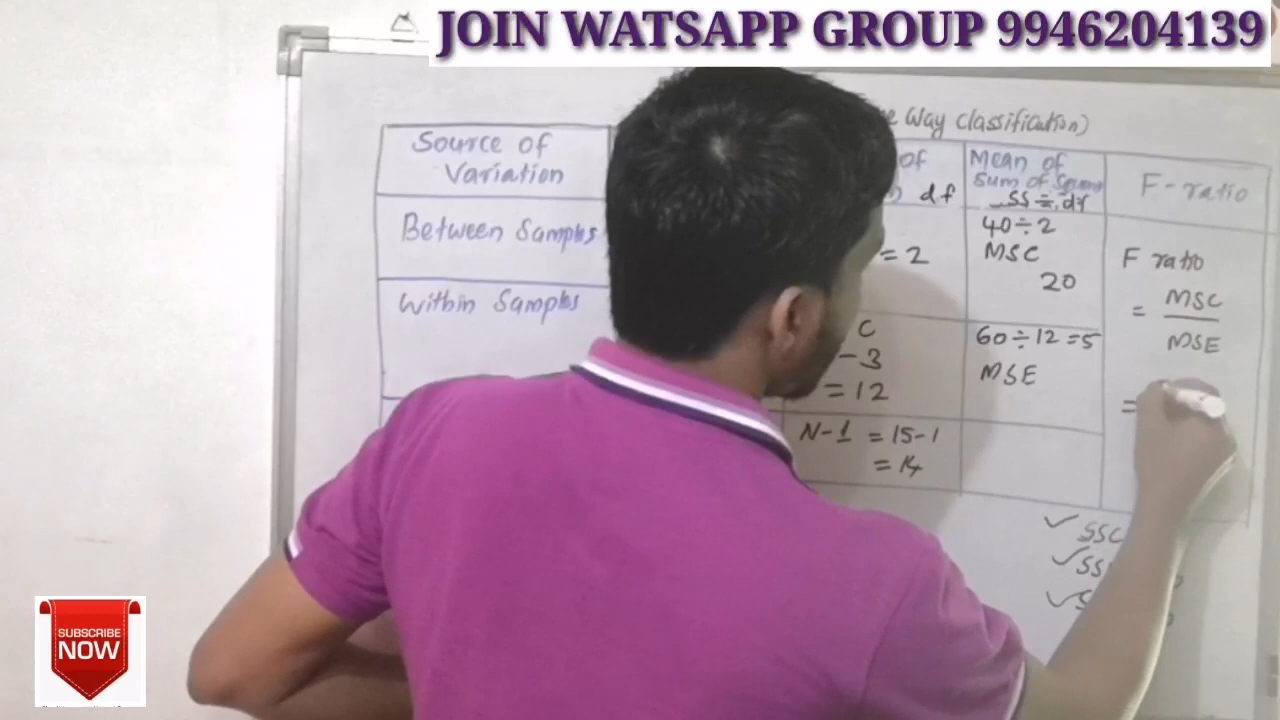 JOIN WATSAPP GROUP 9946204139
Way classification)
Source of
Variation
of
df
Mean of
Sum of Squares
SS ÷ df
F-ratio
Between Samples
= 2
40÷2
MSC
20
F ratio
= MSC
MSE
=
Within Samples
C
-3
= 12
60÷12 =5
MSE
N-1 = 15-1
= 14
✓ SSC
✓
✓
SUBSCRIBE
NOW